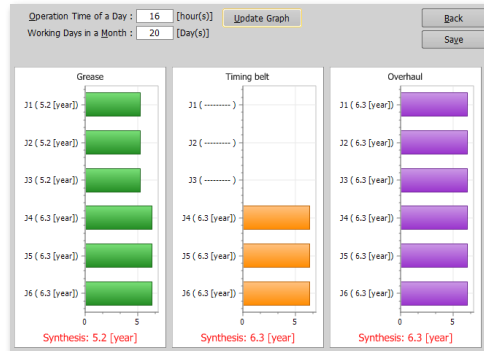 Operation Time of a Day : 16 [hour(s)] Update Graph Back
Working Days in a Month : 20 [Day(s)] Save
Grease
J1 ( 5.2 [year])
J2 ( 5.2 [year])
J3 ( 5.2 [year])
J4 ( 6.3 [year])
J5 ( 6.3 [year])
J6 ( 6.3 [year])
0 5
Synthesis: 5.2 [year]
Timing belt
J1 ( --------- )
J2 ( --------- )
J3 ( --------- )
J4 ( 6.3 [year])
J5 ( 6.3 [year])
J6 ( 6.3 [year])
0 5
Synthesis: 6.3 [year]
Overhaul
J1 ( 6.3 [year])
J2 ( 6.3 [year])
J3 ( 6.3 [year])
J4 ( 6.3 [year])
J5 ( 6.3 [year])
J6 ( 6.3 [year])
0 5
Synthesis: 6.3 [year]